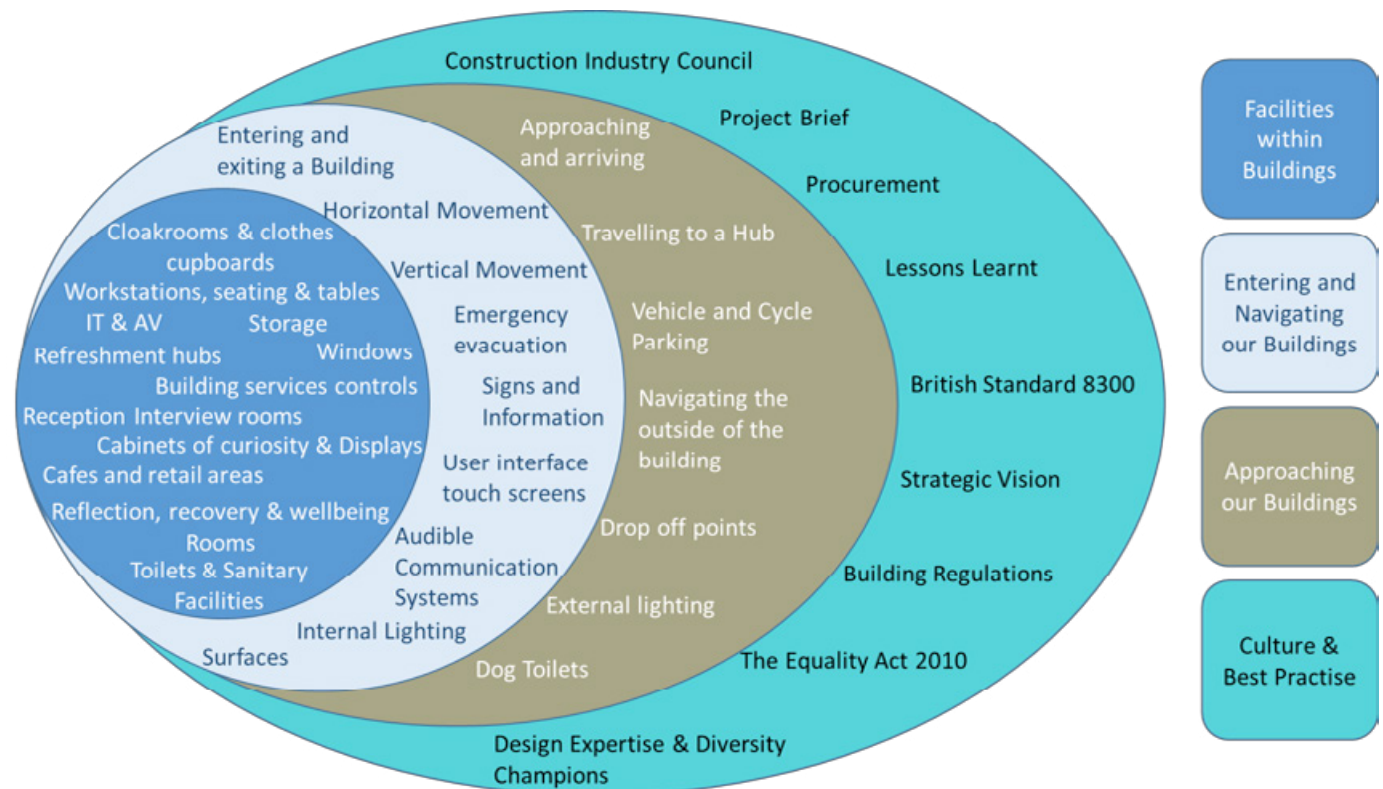 Construction Industry Council
Project Brief
Procurement
Lessons Learnt
British Standard 8300
Strategic Vision
Building Regulations
The Equality Act 2010
Design Expertise & Diversity
Champions
Approaching
and arriving
Travelling to a Hub
Vehicle and Cycle
Parking
Navigating the
outside of the
building
Drop off points
External lighting
Dog Toilets
Entering and
exiting a Building
Horizontal Movement
Vertical Movement
Emergency
evacuation
Signs and
Information
User interface
touch screens
Audible
Communication
Systems
Internal Lighting
Surfaces
Cloakrooms & clothes
cupboards
Workstations, seating & tables
IT & AV
Storage
Refreshment hubs
Windows
Building services controls
Reception Interview rooms
Cabinets of curiosity & Displays
Cafes and retail areas
Reflection, recovery & wellbeing
Rooms
Toilets & Sanitary
Facilities
Facilities
within
Buildings
Entering and
Navigating
our Buildings
Approaching
our Buildings
Culture &
Best Practise